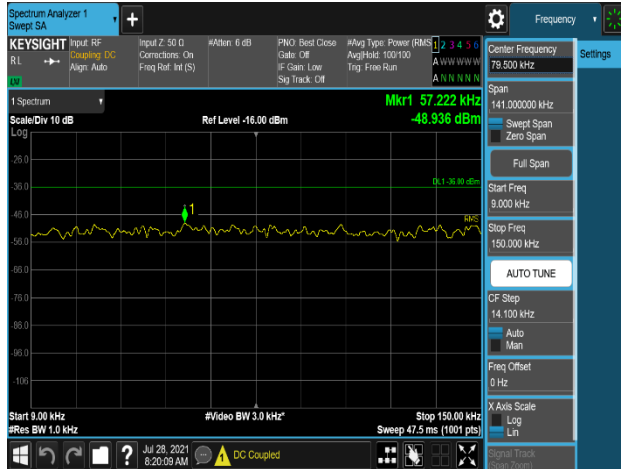 Spectrum Analyzer 1
Swept SA
Frequency
KEYSIGHT
RL
Input: RF
Coupling: DC
Align: Auto
Input Z: 50 Ω
Corrections: On
Freq Ref: Int (S)
#Atten: 6 dB
PNO: Best Close
Gate: Off
IF Gain: Low
Sig Track: Off
#Avg Type: Power (RMS
Avg|Hold: 100/100
Trig: Free Run
1 2 3 4 5 6
A W W W W W
A N N N N N
1 Spectrum
Scale/Div 10 dB
Log
Ref Level -16.00 dBm
Mkr1 57.222 kHz
-48.936 dBm
-26.0
-36.0
DL1 -36.90 dBm
-46.0
1
RMS
-56.0
-66.0
-76.0
-86.0
-96.0
-106
Start 9.00 kHz
#Res BW 1.0 kHz
#Video BW 3.0 kHz*
Stop 150.00 kHz
Sweep 47.5 ms (1001 pts)
?
Jul 28, 2021
8:20:09 AM
DC Coupled
Center Frequency
79.500 kHz
Settings
Span
141.000000 kHz
Swept Span
Zero Span
Full Span
Start Freq
9.000 kHz
Stop Freq
150.000 kHz
AUTO TUNE
CF Step
14.100 kHz
Auto
Man
Freq Offset
0 Hz
X Axis Scale
Log
Lin
Signal Track
(Span Zoom)